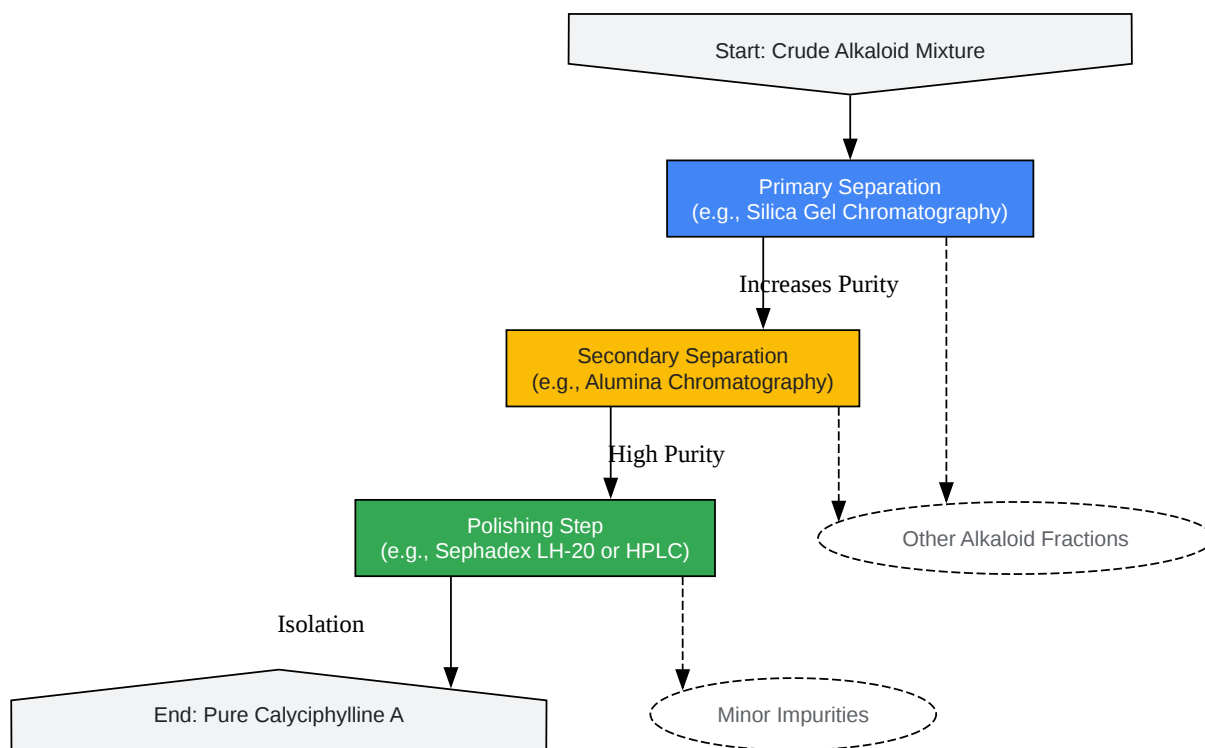 Start: Crude Alkaloid Mixture
Primary Separation
(e.g., Silica Gel Chromatography)
Increases Purity
Secondary Separation
(e.g., Alumina Chromatography)
High Purity
Polishing Step
(e.g., Sephadex LH-20 or HPLC)
Other Alkaloid Fractions
Isolation
End: Pure Calyciphylline A
Minor Impurities